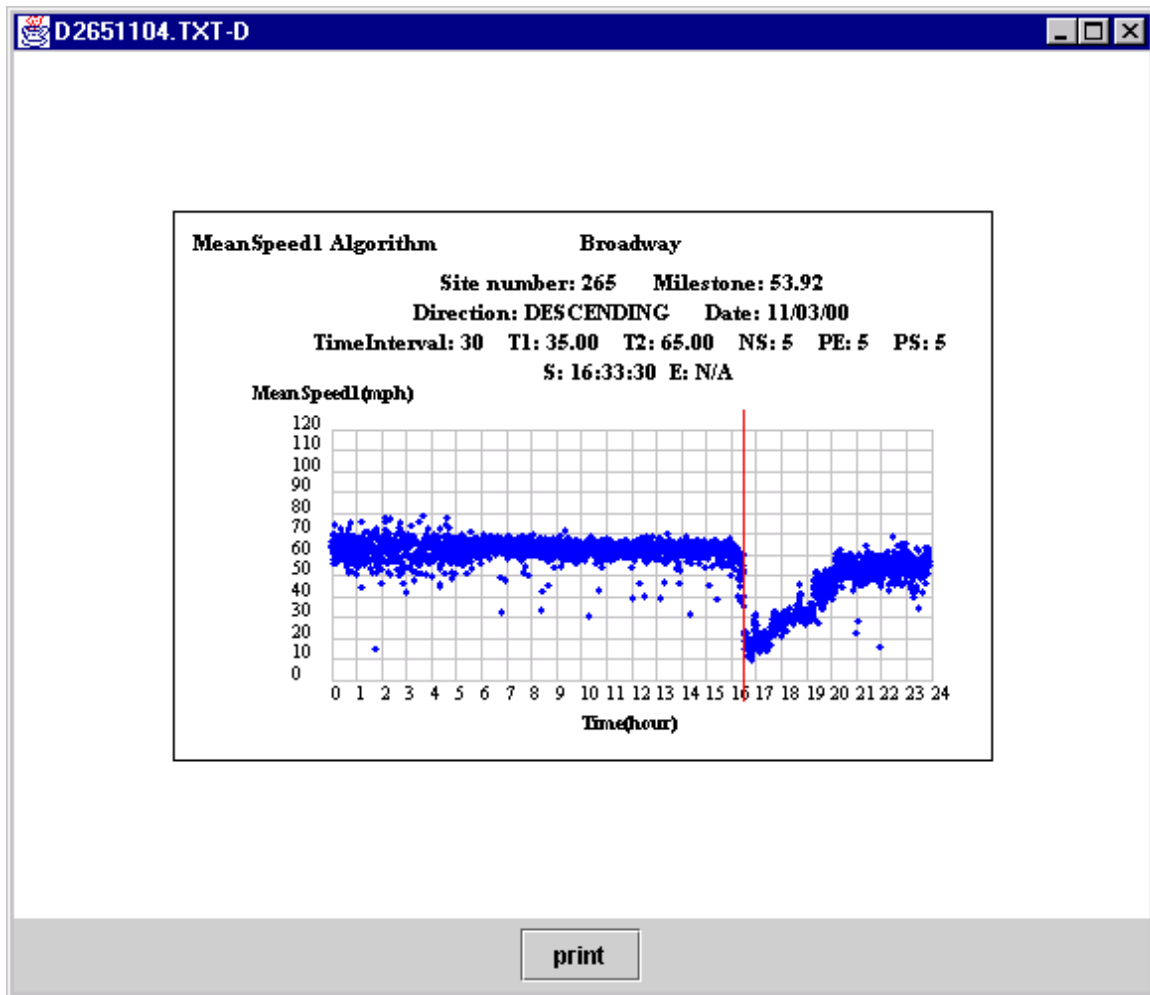 D2651104.TXT-D
MeanSpeed1 Algorithm Broadway
Site number: 265 Milestone: 53.92
Direction: DESCENDING Date: 11/03/00
TimeInterval: 30 T1: 35.00 T2: 65.00 NS: 5 PE: 5 PS: 5
S: 16:33:30 E: N/A
MeanSpeed1(mph)
120
110
100
90
80
70
60
50
40
30
20
10
0
0 1 2 3 4 5 6 7 8 9 10 11 12 13 14 15 16 17 18 19 20 21 22 23 24
Time(hour)
print